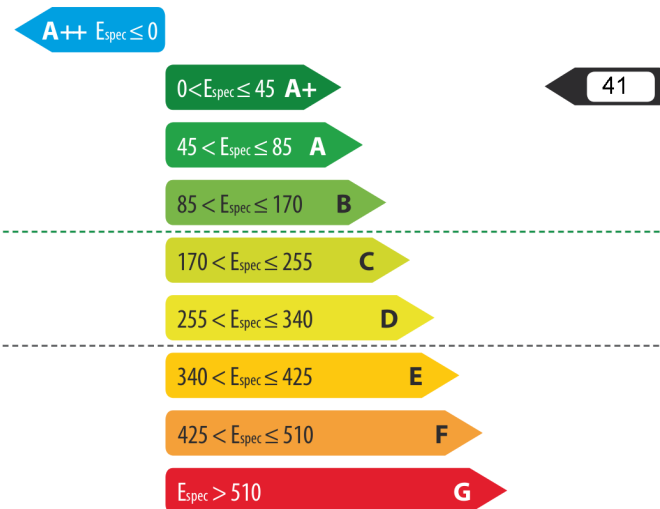 A++ Espec ≤ 0
0<Espec≤ 45 A+
41
45 < Espec ≤ 85 A
85 < Espec ≤ 170 B
170 < Espec ≤ 255 C
255 < Espec ≤ 340 D
340 < Espec ≤ 425 E
425 < Espec ≤ 510 F
Espec > 510 G